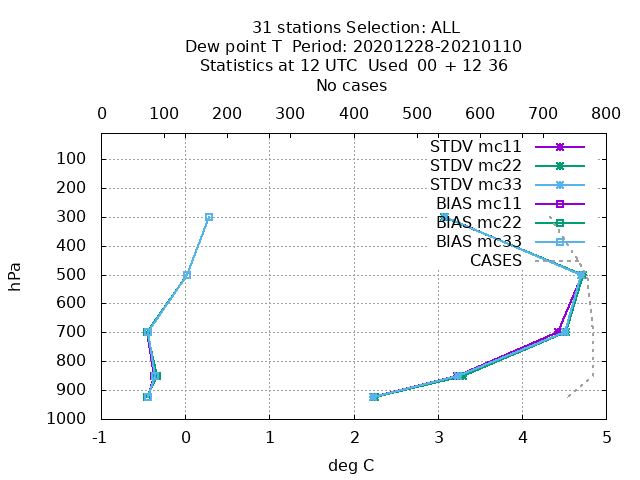 31 stations Selection: ALL
Dew point T  Period: 20201228-20210110
Statistics at 12 UTC  Used  00 + 12 36
No cases
0 100 200 300 400 500 600 700 800
STDV mc11
STDV mc22
STDV mc33
BIAS mc11
BIAS mc22
BIAS mc33
CASES
100
200
300
400
500
600
700
800
900
1000
hPa
-1 0 1 2 3 4 5
deg C